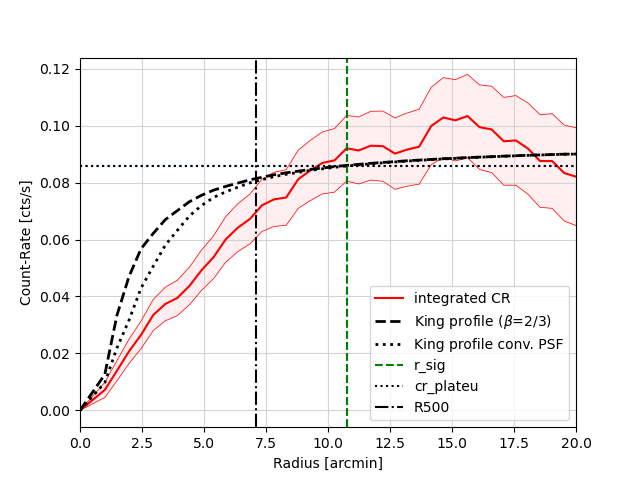 0.12
0.10
0.08
0.06
0.04
0.02
0.00
Count-Rate [cts/s]
integrated CR
King profile (β=2/3)
King profile conv. PSF
r_sig
cr_plateu
R500
0.0 2.5 5.0 7.5 10.0 12.5 15.0 17.5 20.0
Radius [arcmin]